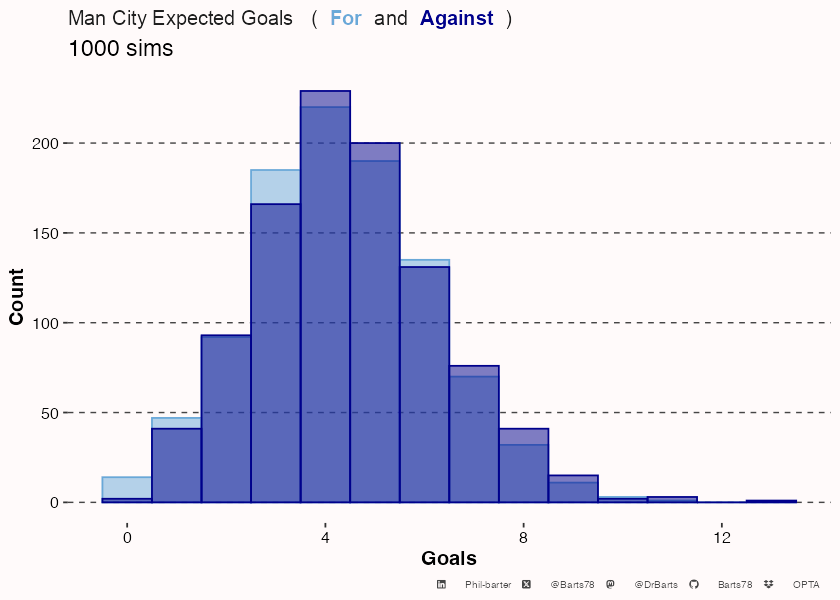 Man City Expected Goals ( For and Against )
1000 sims
200
150
100
50
0
Count
0 4 8 12
Goals
Phil-barter @Barts78 @DrBarts Barts78 OPTA